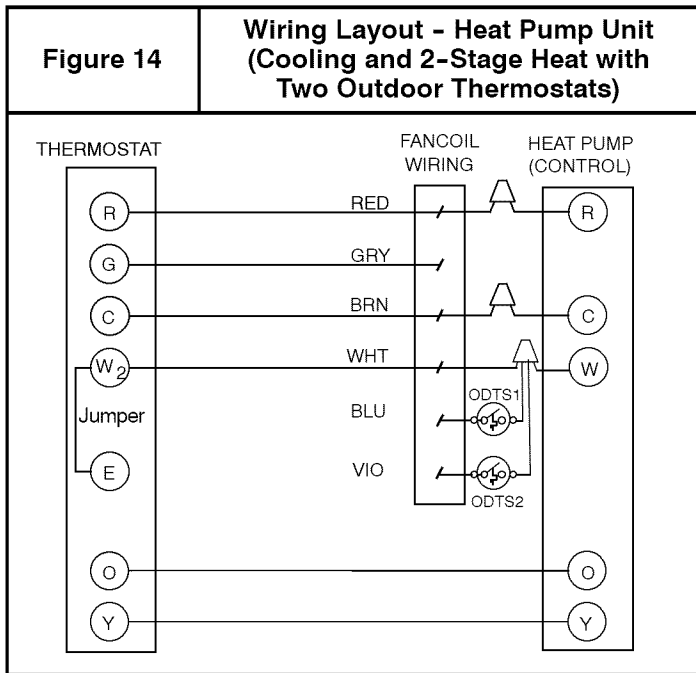 Figure 14
Wiring Layout - Heat Pump Unit
(Cooling and 2-Stage Heat with
Two Outdoor Thermostats)
THERMOSTAT
FANCOIL
WIRING
HEAT PUMP
(CONTROL)
R
RED
R
G
GRY
C
BRN
C
W2
WHT
W
Jumper
BLU
ODTS1
E
VIO
ODTS2
O
O
Y
Y